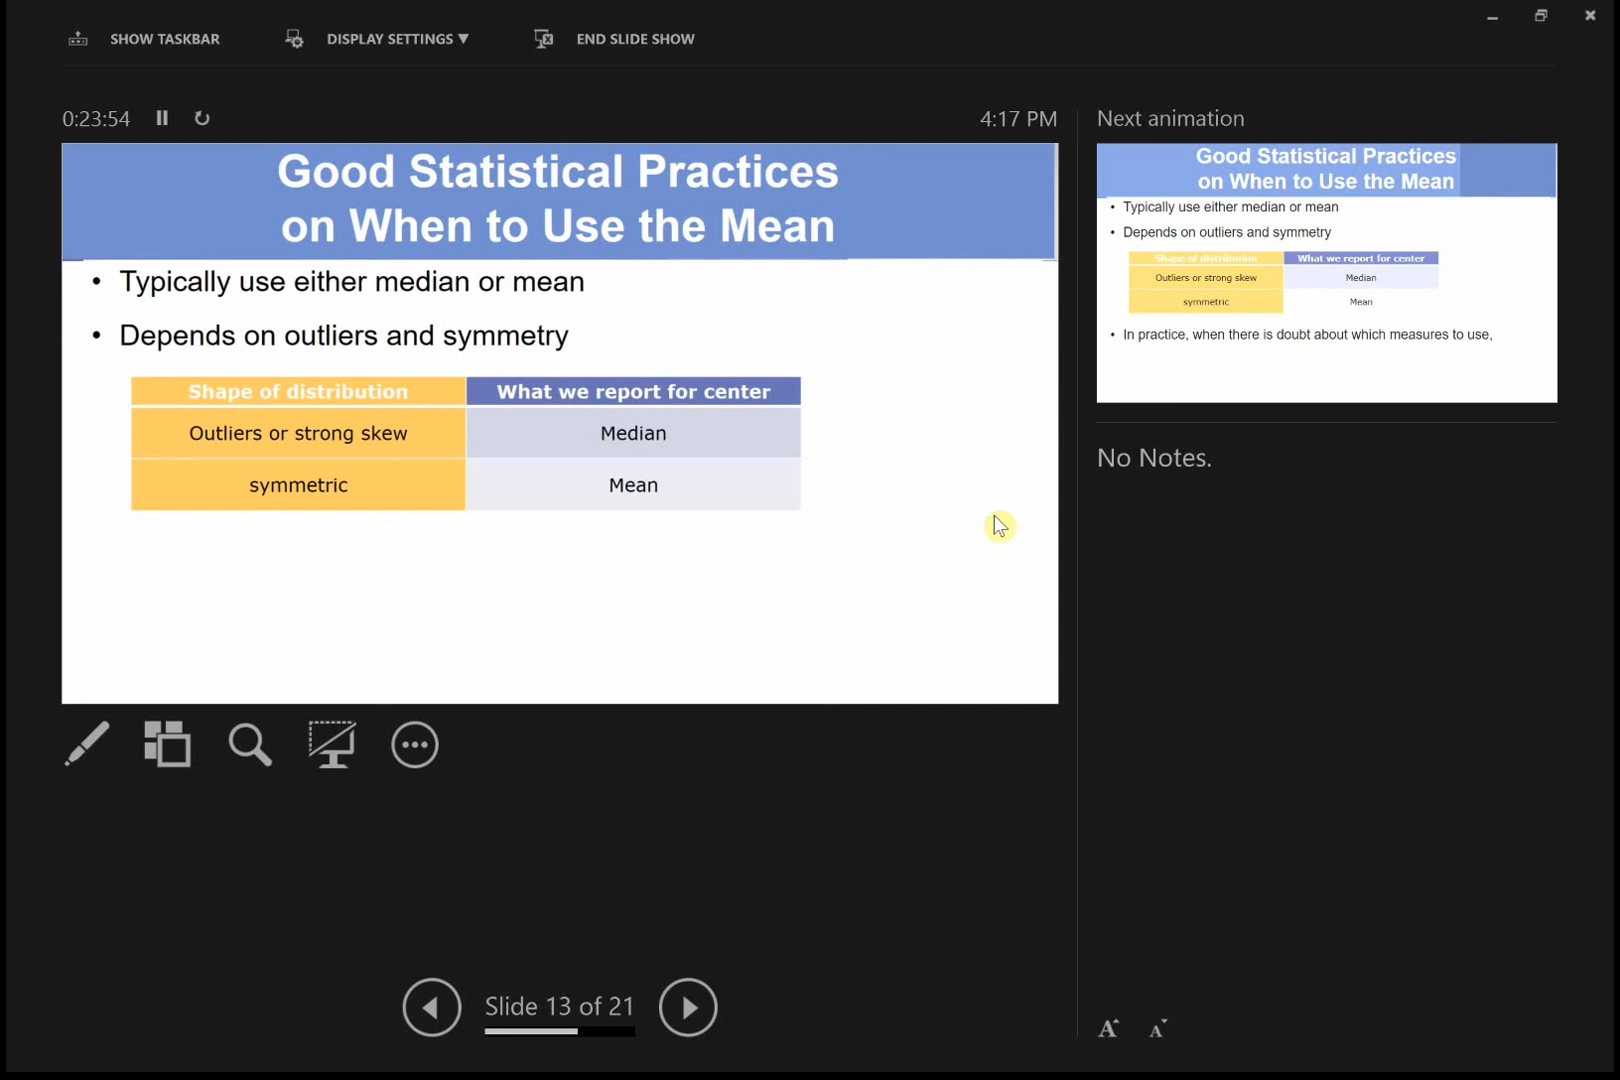 SHOW TASKBAR
DISPLAY SETTINGS ▼
END SLIDE SHOW
0:23:54
4:17 PM
Good Statistical Practices
on When to Use the Mean
• Typically use either median or mean
• Depends on outliers and symmetry
Shape of distribution What we report for center
Outliers or strong skew Median
symmetric Mean
Slide 13 of 21
Next animation
Good Statistical Practices
on When to Use the Mean
• Typically use either median or mean
• Depends on outliers and symmetry
Shape of distribution What we report for center
Outliers or strong skew Median
symmetric Mean
• In practice, when there is doubt about which measures to use,
No Notes.
A A